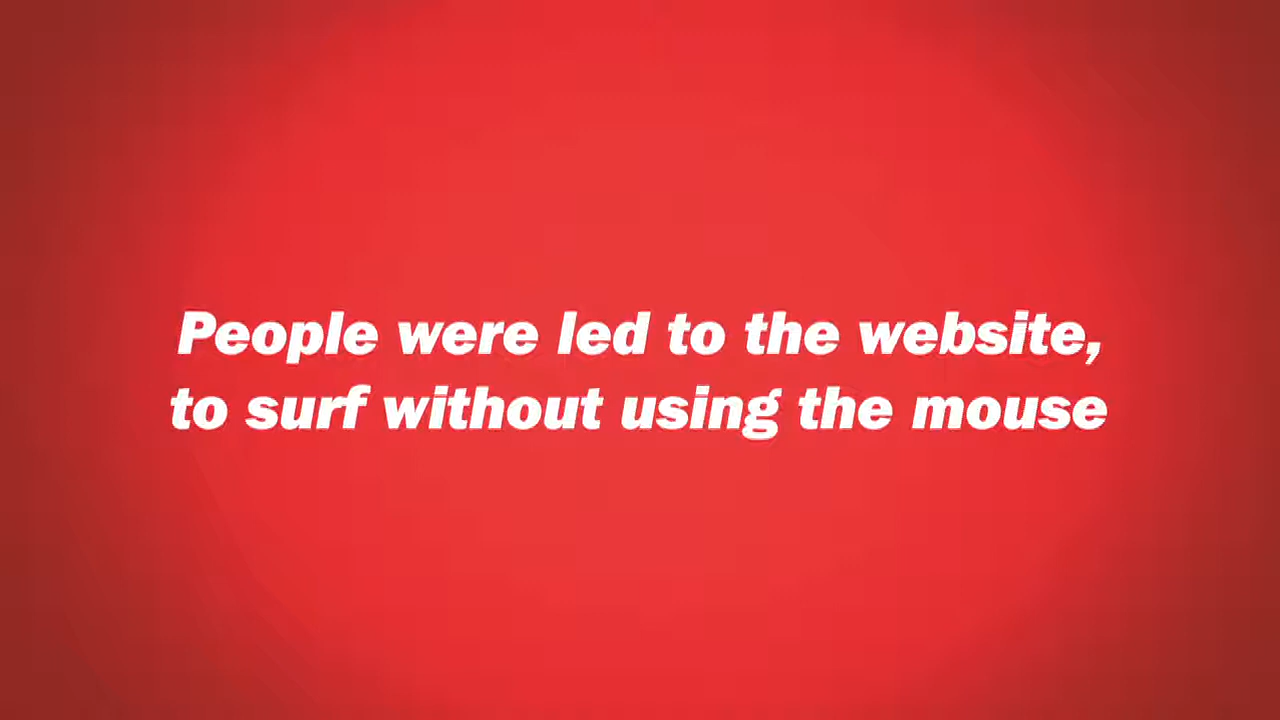 People were led to the website,
to surf without using the mouse